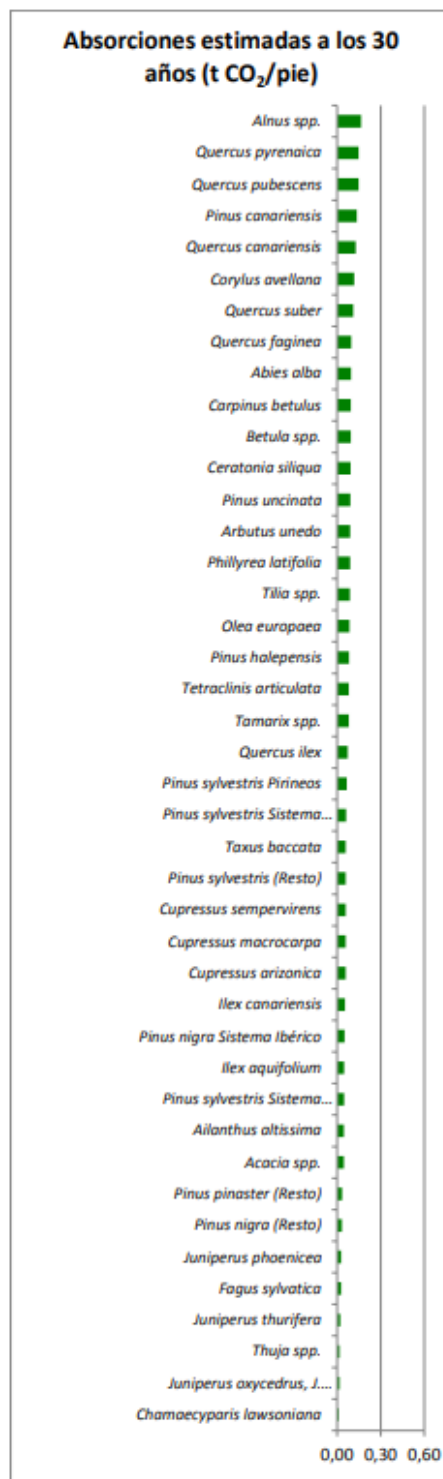 Absorciones estimadas a los 30
años (t CO₂/pie)
Alnus spp.
Quercus pyrenaica
Quercus pubescens
Pinus canariensis
Quercus canariensis
Corylus avellana
Quercus suber
Quercus faginea
Abies alba
Carpinus betulus
Betula spp.
Ceratonia siliqua
Pinus uncinata
Arbutus unedo
Phillyrea latifolia
Tilia spp.
Olea europaea
Pinus halepensis
Tetraclinis articulata
Tamarix spp.
Quercus ilex
Pinus sylvestris Pirineos
Pinus sylvestris Sistema...
Taxus baccata
Pinus sylvestris (Resto)
Cupressus sempervirens
Cupressus macrocarpa
Cupressus arizonica
Ilex canariensis
Pinus nigra Sistema Ibérico
Ilex aquifolium
Pinus sylvestris Sistema...
Ailanthus altissima
Acacia spp.
Pinus pinaster (Resto)
Pinus nigra (Resto)
Juniperus phoenicea
Fagus sylvatica
Juniperus thurifera
Thuja spp.
Juniperus oxycedrus, J....
Chamaecyparis lawsoniana
0,00 0,30 0,60